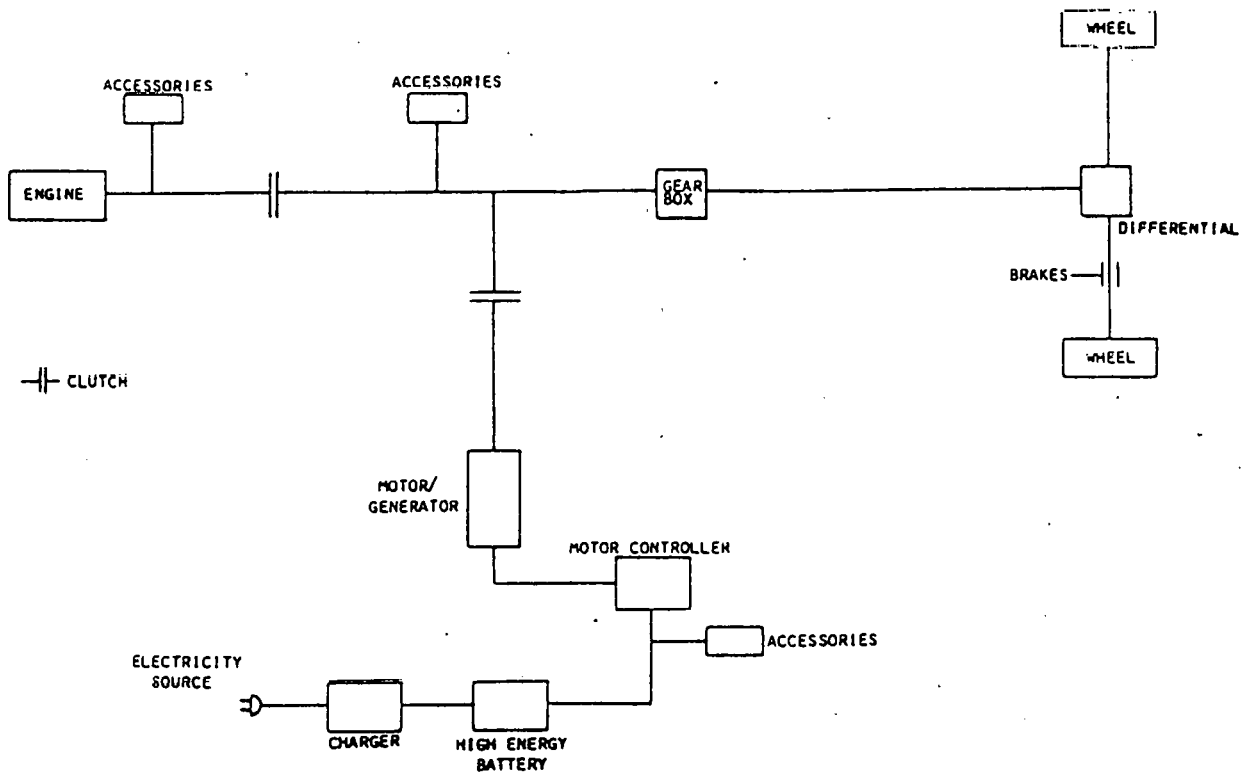 WHEEL
ACCESSORIES
ACCESSORIES
ENGINE
GEAR
BOX
DIFFERENTIAL
BRAKES
WHEEL
CLUTCH
MOTOR/
GENERATOR
MOTOR CONTROLLER
ACCESSORIES
ELECTRICITY
SOURCE
CHARGER
HIGH ENERGY
BATTERY